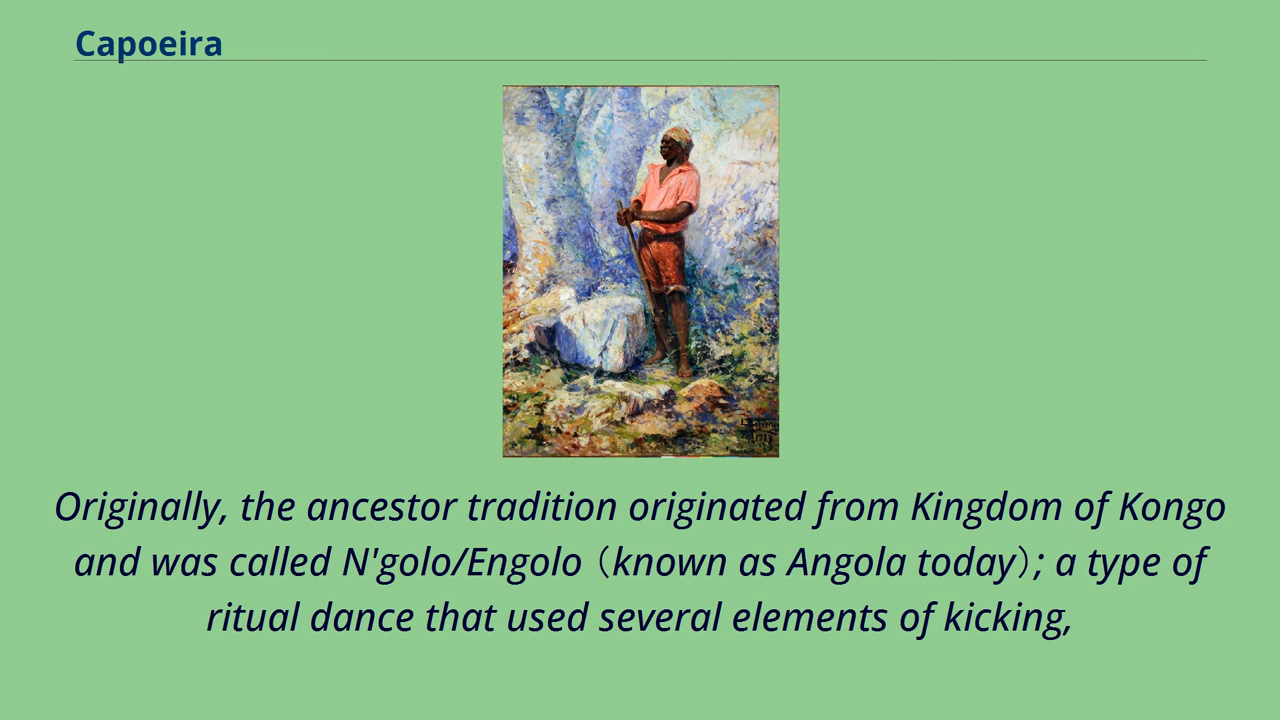 Capoeira
Originally, the ancestor tradition originated from Kingdom of Kongo
and was called N'golo/Engolo（known as Angola today）; a type of
ritual dance that used several elements of kicking,